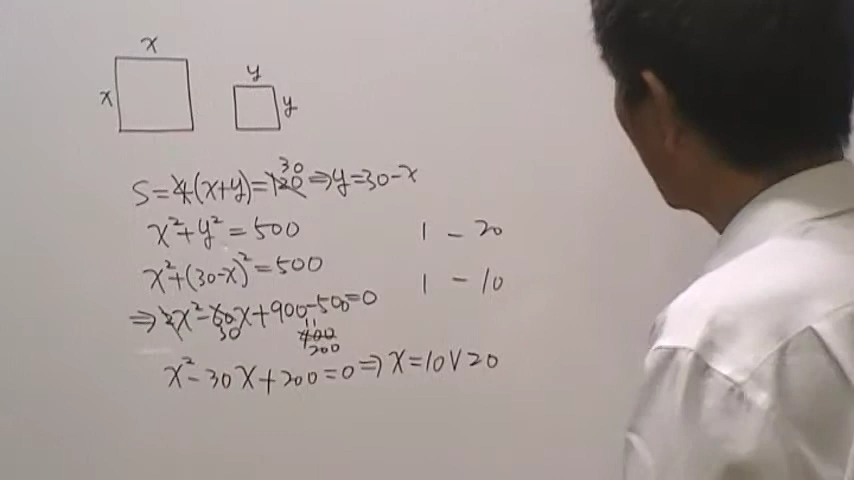 x
x
y
y
S=4(x+y)=120⇒y=30-x
30
x²+y²=500
1 - 20
x²+(30-x)²=500
1 - 10
⇒2x²-60x+900-500=0
30
400
200
x²-30x+200=0⇒x=10∨20